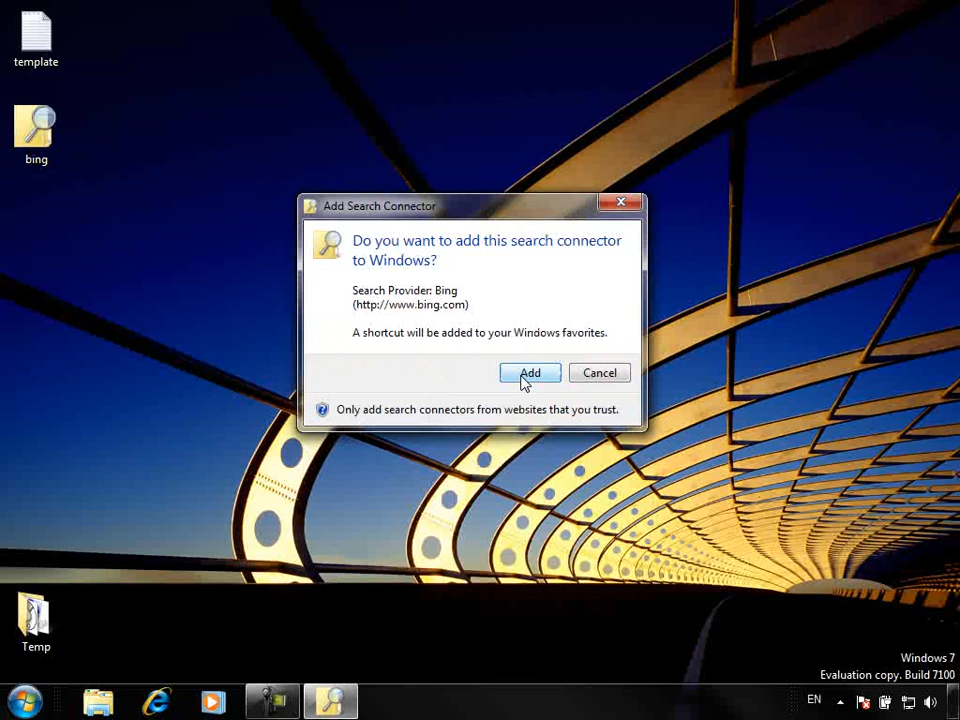 template
bing
Add Search Connector
Do you want to add this search connector
to Windows?
Search Provider: Bing
(http://www.bing.com)
A shortcut will be added to your Windows favorites.
Add
Cancel
Only add search connectors from websites that you trust.
Temp
Windows 7
Evaluation copy. Build 7100
EN